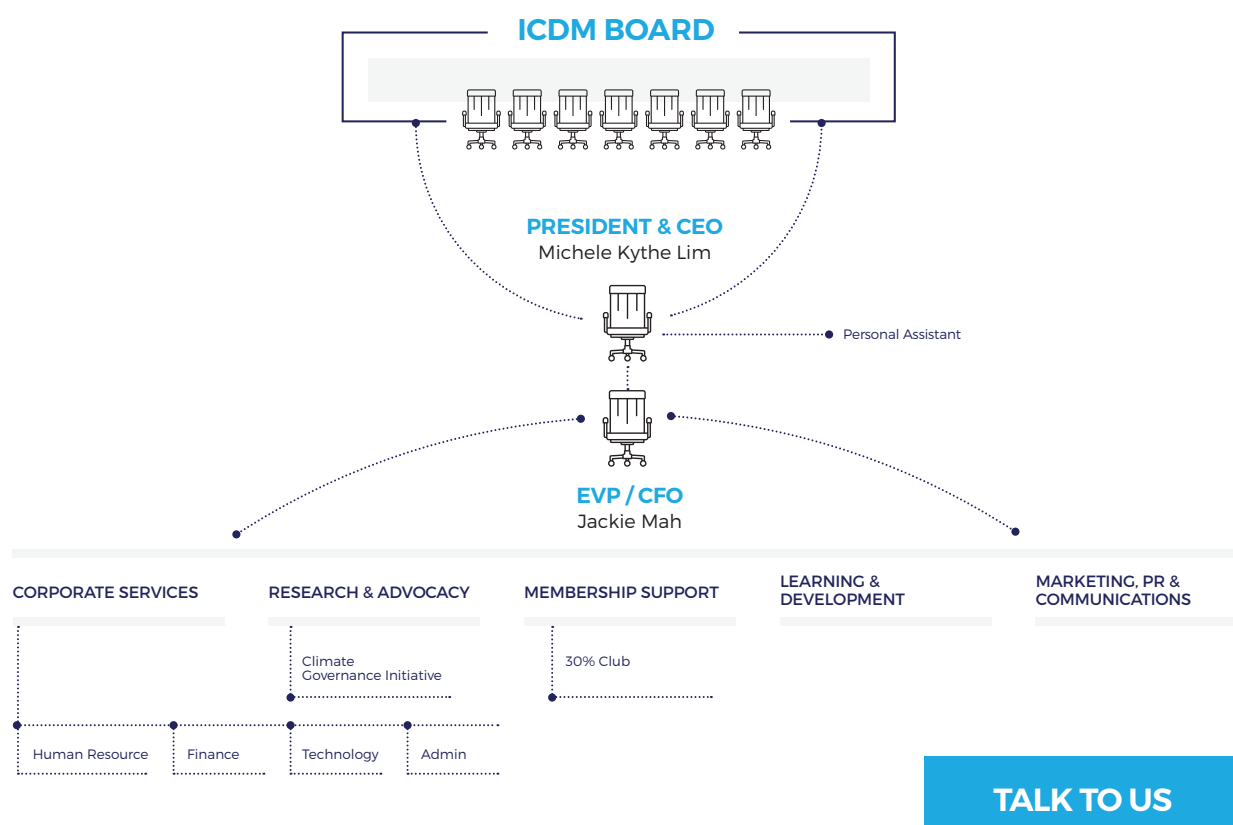 ICDM BOARD
PRESIDENT & CEO
Michele Kythe Lim
Personal Assistant
EVP / CFO
Jackie Mah
CORPORATE SERVICES
RESEARCH & ADVOCACY
MEMBERSHIP SUPPORT
LEARNING &
DEVELOPMENT
MARKETING, PR &
COMMUNICATIONS
Climate
Governance Initiative
30% Club
Human Resource
Finance
Technology
Admin
TALK TO US